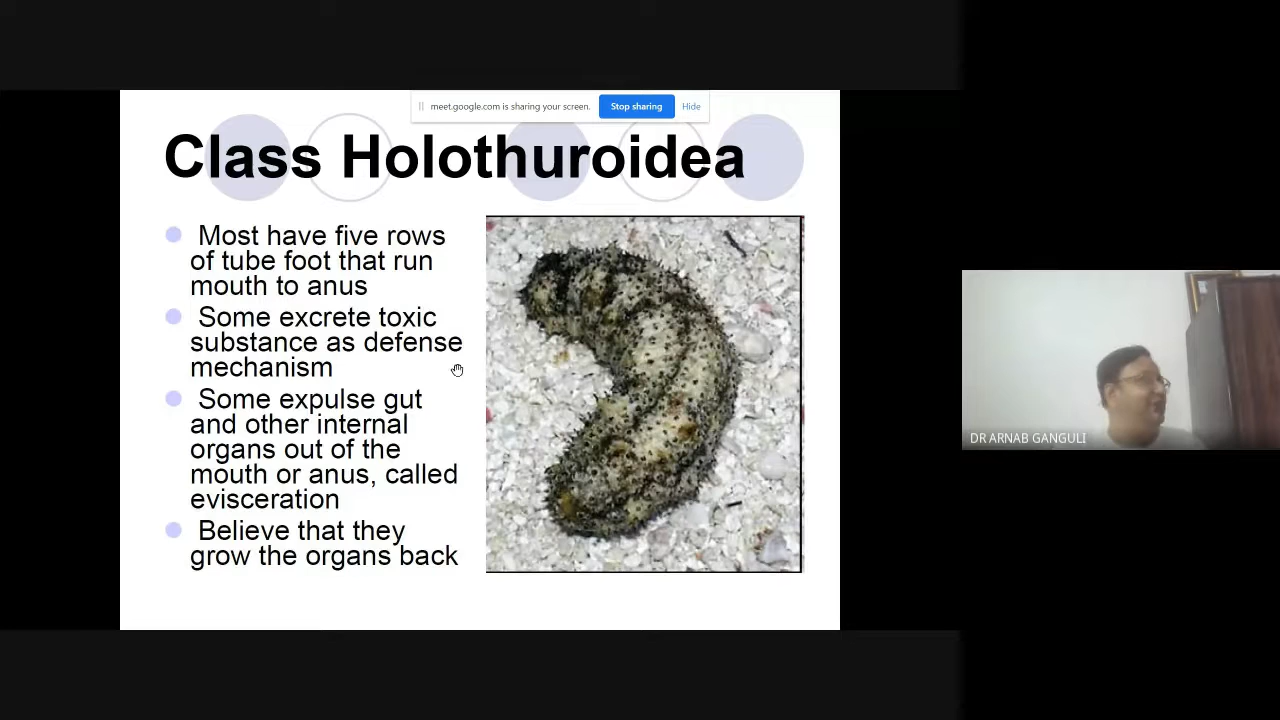 meet.google.com is sharing your screen.
Stop sharing
Hide
Class Holothuroidea
Most have five rows
of tube foot that run
mouth to anus
Some excrete toxic
substance as defense
mechanism
Some expulse gut
and other internal
organs out of the
mouth or anus, called
evisceration
Believe that they
grow the organs back
DR ARNAB GANGULI